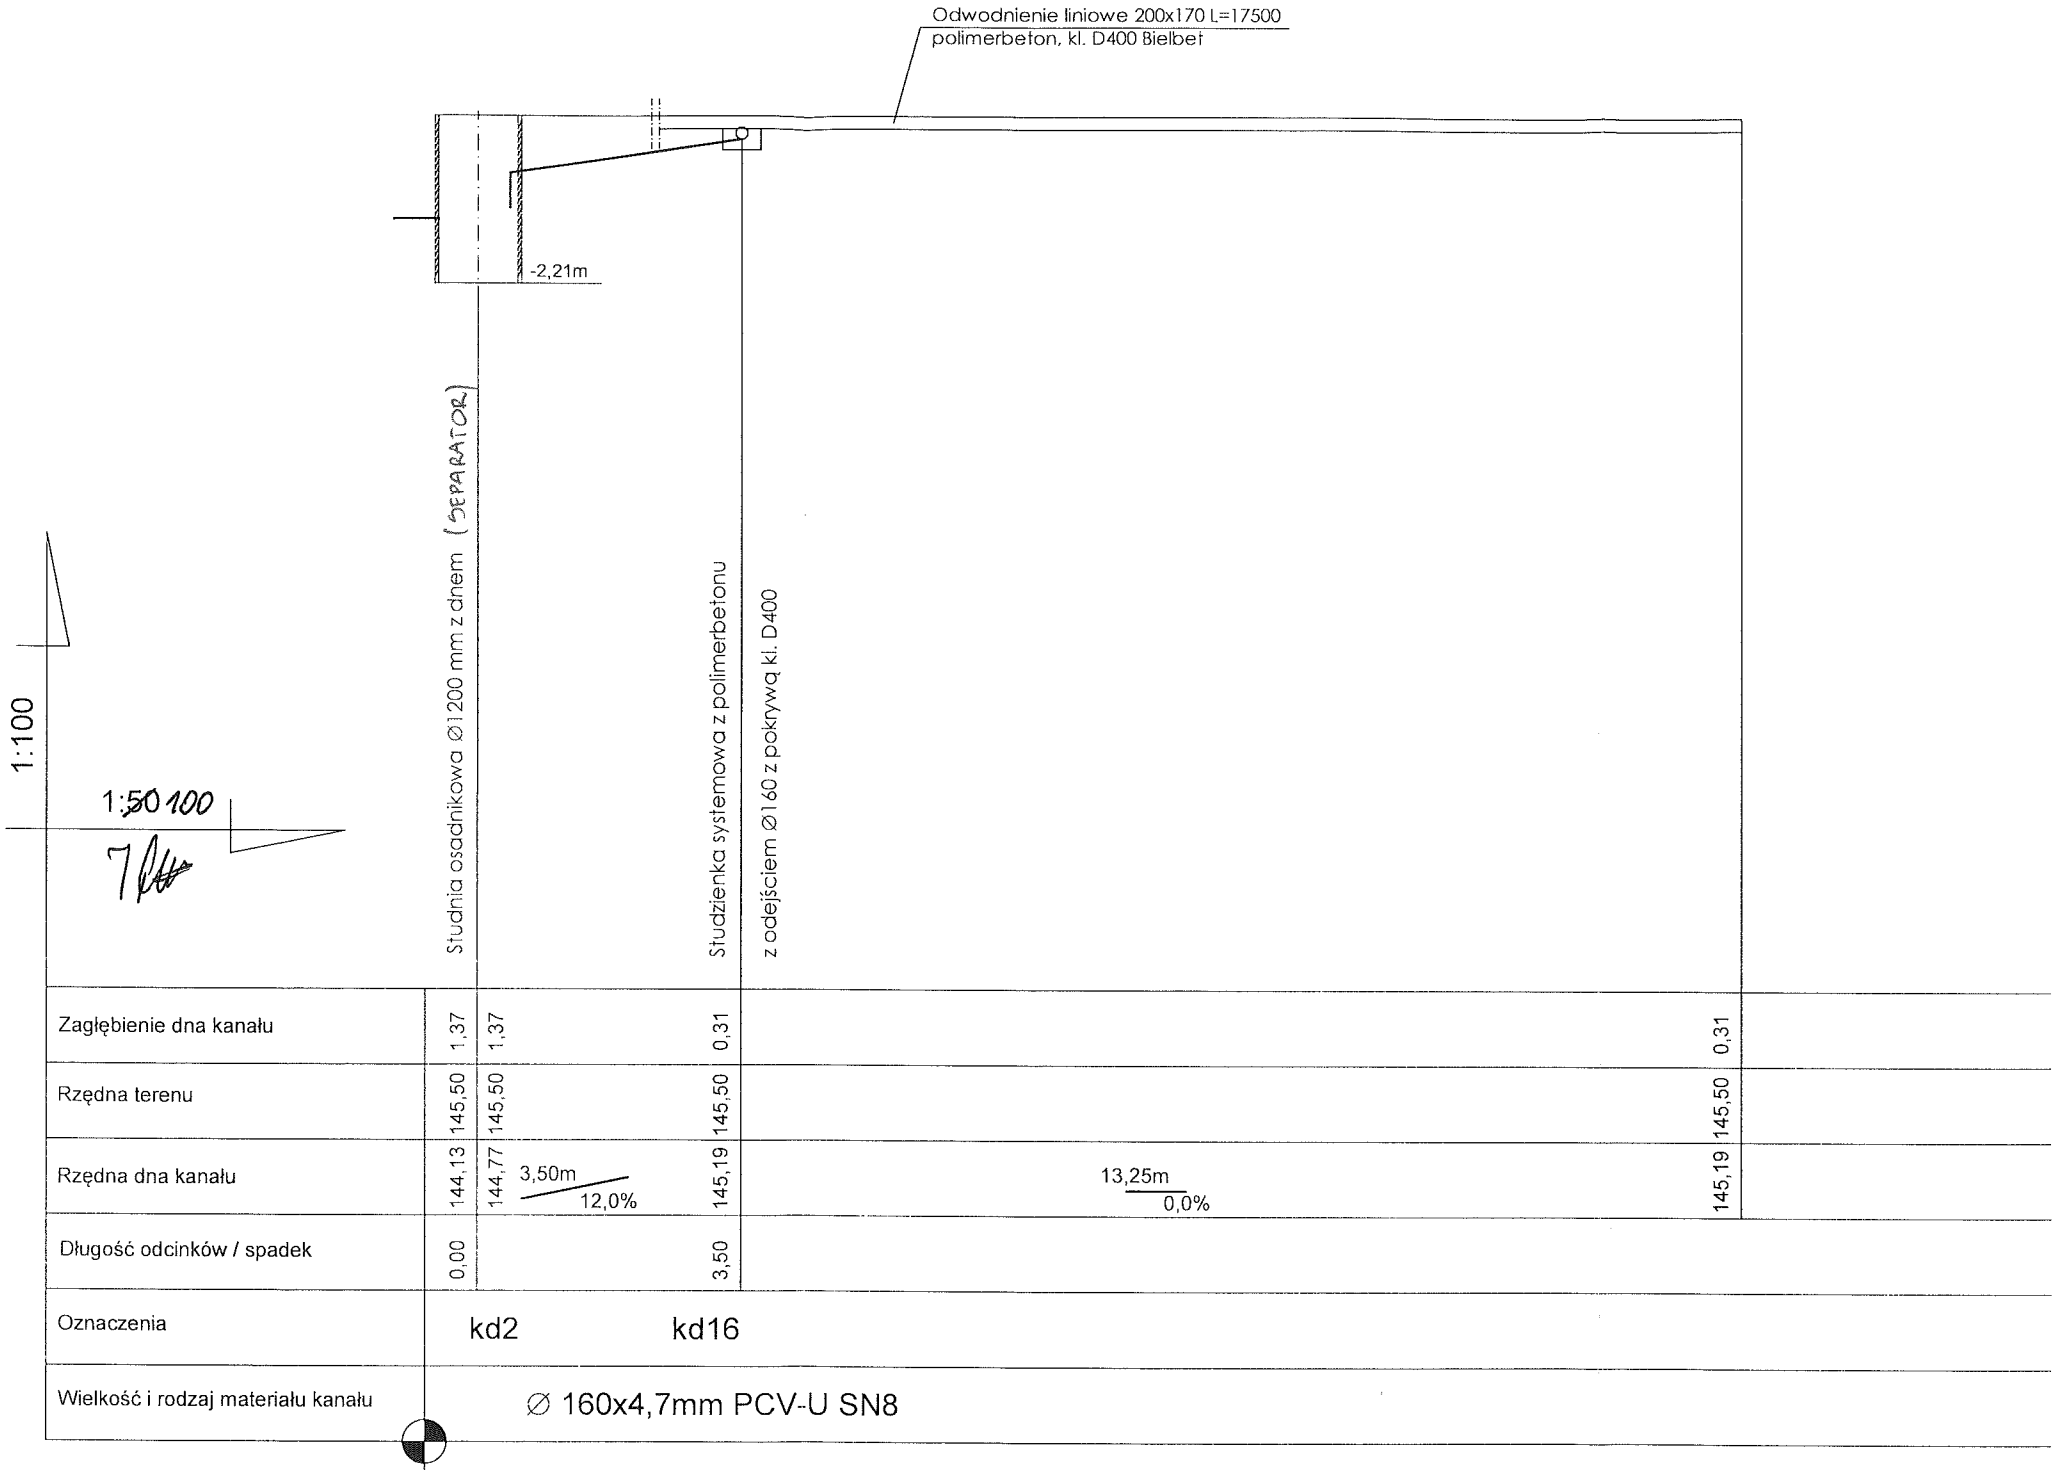 Odwodnienie liniowe 200x170 L=17500
polimerbeton, kl. D400 Bielbet
-2,21m
Studnia osadnikowa Ø1200 mm z dnem (SEPARATOR)
Studzienka systemowa z polimerbetonu
z odejściem Ø160 z pokrywą kl. D400
1:100
1:50 100
Zagłębienie dna kanału 1,37 1,37 0,31 0,31
Rzędna terenu 145,50 145,50 145,50 145,50
Rzędna dna kanału 144,13 144,77 3,50m 12,0% 145,19 13,25m 0,0% 145,19
Długość odcinków / spadek 0,00 3,50
Oznaczenia kd2 kd16
Wielkość i rodzaj materiału kanału Ø 160x4,7mm PCV-U SN8